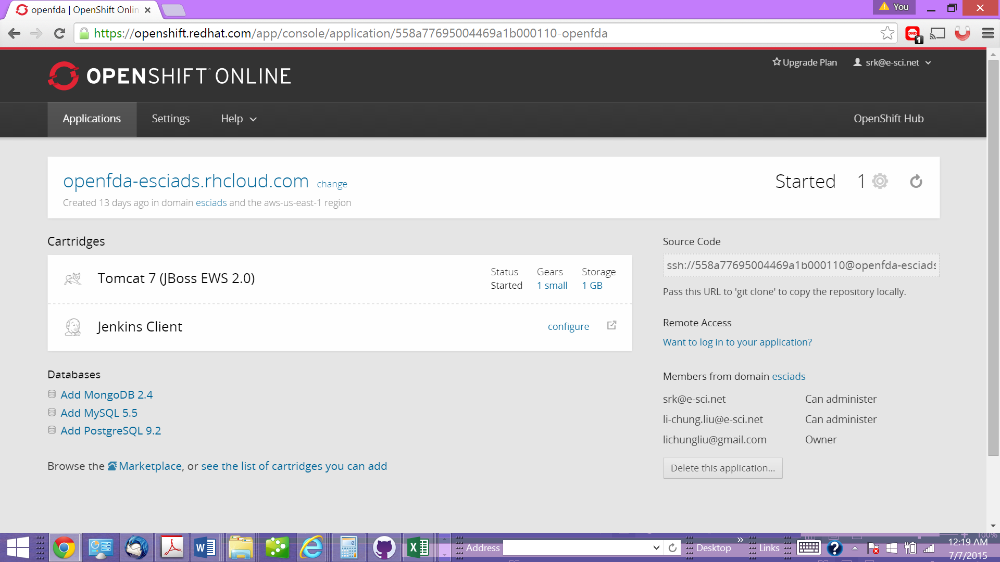 openfda | OpenShift Onlin
You
https://openshift.redhat.com/app/console/application/558a77695004469a1b000110-openfda
DND
1
OPENSHIFT ONLINE
Upgrade Plan
srk@e-sci.net
Applications
Settings
Help
OpenShift Hub
openfda-esciads.rhcloud.com change
Started 1
Created 13 days ago in domain esciads and the aws-us-east-1 region
Cartridges
Tomcat 7 (JBoss EWS 2.0)
Status Gears Storage
Started 1 small 1 GB
Jenkins Client
configure
Databases
Add MongoDB 2.4
Add MySQL 5.5
Add PostgreSQL 9.2
Browse the Marketplace, or see the list of cartridges you can add
Source Code
ssh://558a77695004469a1b000110@openfda-esciads
Pass this URL to 'git clone' to copy the repository locally.
Remote Access
Want to log in to your application?
Members from domain esciads
srk@e-sci.net Can administer
li-chung.liu@e-sci.net Can administer
lichungliu@gmail.com Owner
Delete this application...
Address
Desktop
Links
100%
12:19 AM
7/7/2015